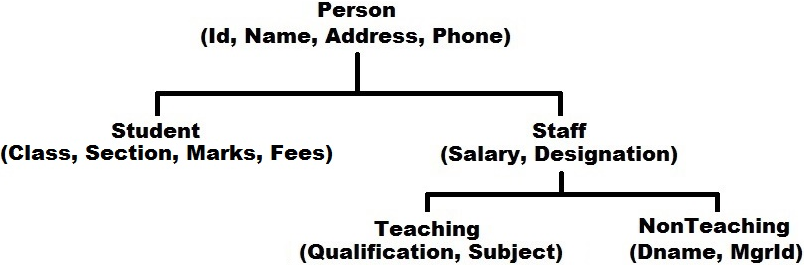 Person
(Id, Name, Address, Phone)
Student
(Class, Section, Marks, Fees)
Staff
(Salary, Designation)
Teaching
(Qualification, Subject)
NonTeaching
(Dname, MgrId)